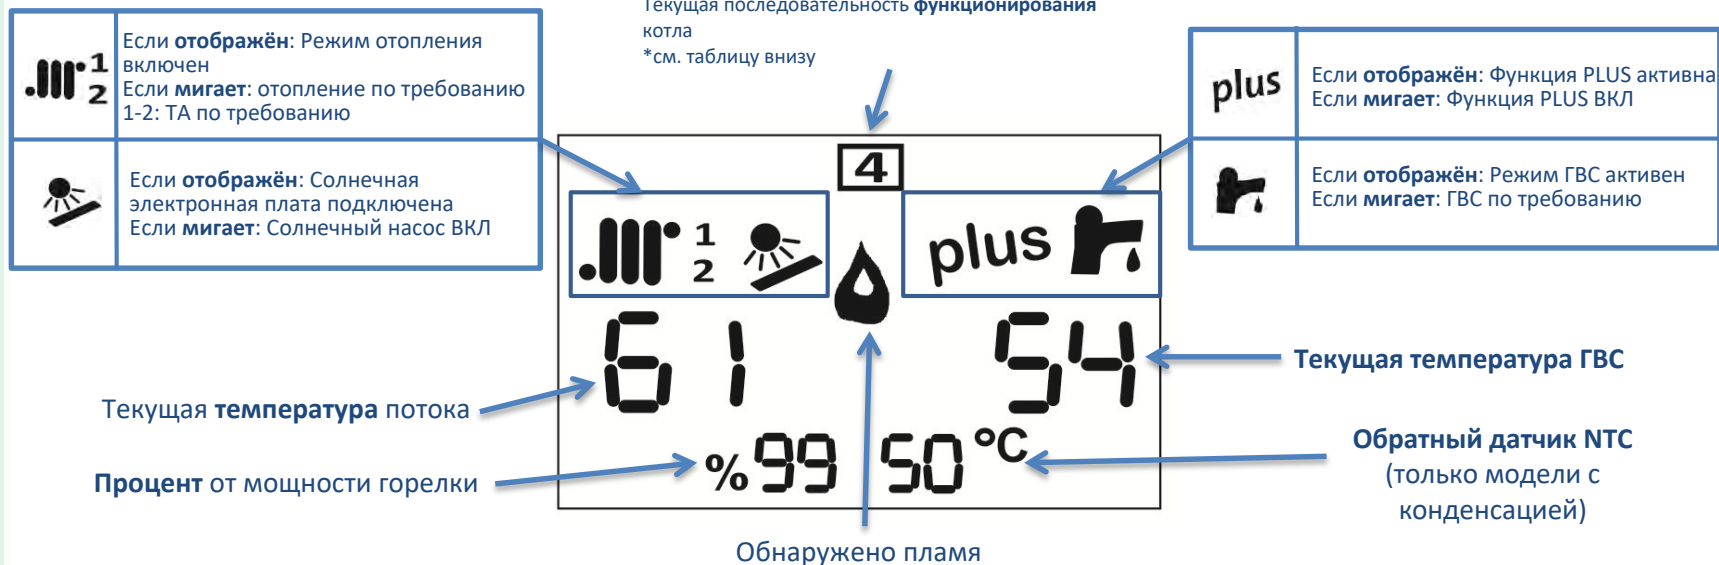 Текущая последовательность функционирования
котла
*см. таблицу внизу
1
2
Если отображён: Режим отопления
включен
Если мигает: отопление по требованию
1-2: ТА по требованию
Если отображён: Солнечная
электронная плата подключена
Если мигает: Солнечный насос ВКЛ
plus
Если отображён: Функция PLUS активна
Если мигает: Функция PLUS ВКЛ
Если отображён: Режим ГВС активен
Если мигает: ГВС по требованию
4
1
2
plus
61
54
%99 50°C
Текущая температура ГВС
Текущая температура потока
Обратный датчик NTC
(только модели с
конденсацией)
Процент от мощности горелки
Обнаружено пламя